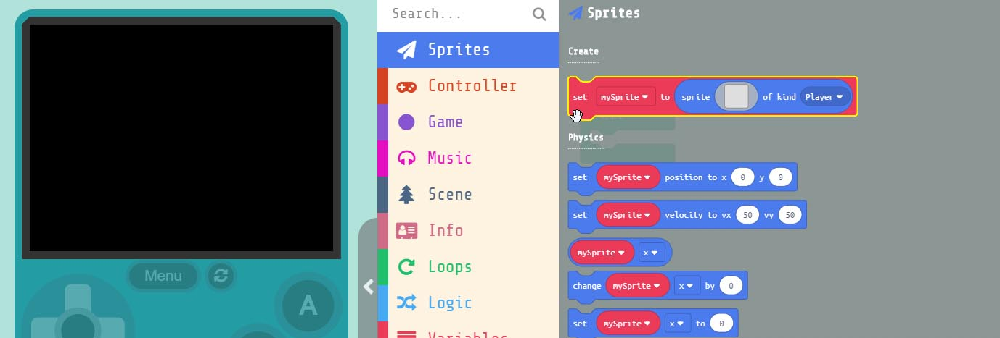 Search...
Sprites
Controller
Game
Music
Scene
Info
Loops
Logic
Variables
Menu
A
Sprites
Create
set mySprite to sprite of kind Player
Physics
set mySprite position to x 0 y 0
set mySprite velocity to vx 50 vy 50
mySprite x
change mySprite x by 0
set mySprite x to 0